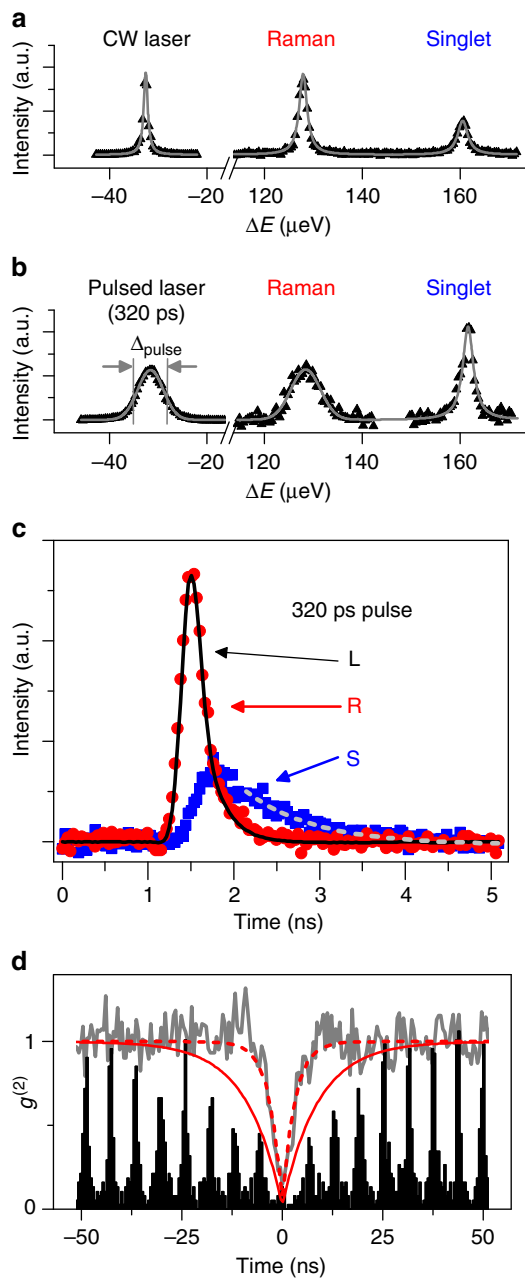 a
CW laser Raman Singlet
Intensity (a.u.)
−40 −20 120 140 160
ΔE (μeV)
b
Pulsed laser Raman Singlet
(320 ps)
Δpulse
Intensity (a.u.)
−40 −20 120 140 160
ΔE (μeV)
c
320 ps pulse
L
R
S
Intensity (a.u.)
0 1 2 3 4 5
Time (ns)
d
1
g(2)
0
−50 −25 0 25 50
Time (ns)